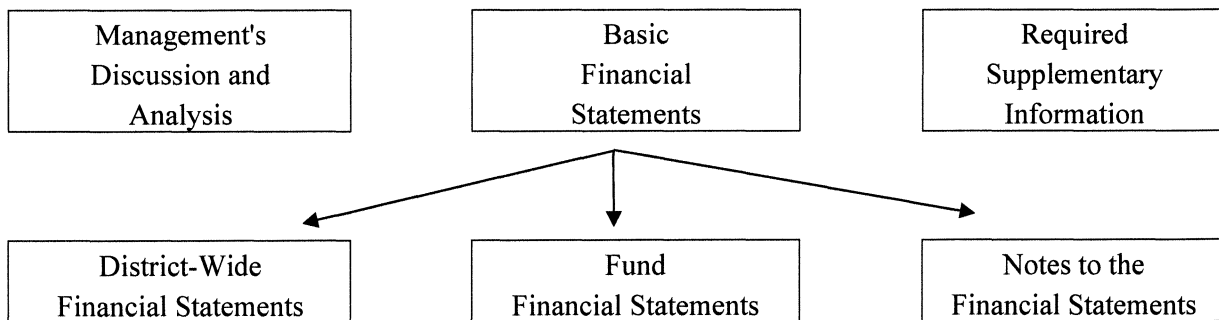 Management's
Discussion and
Analysis
Basic
Financial
Statements
Required
Supplementary
Information
District-Wide
Financial Statements
Fund
Financial Statements
Notes to the
Financial Statements